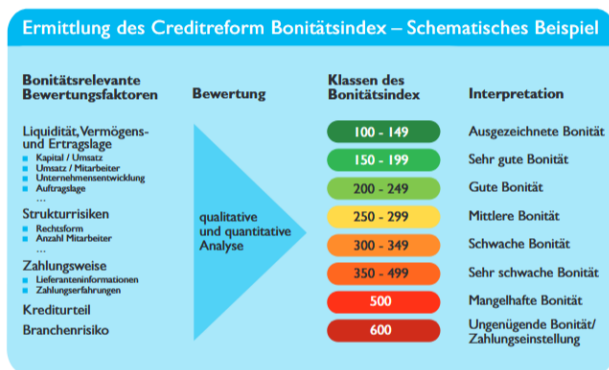 Ermittlung des Creditreform Bonitätsindex – Schematisches Beispiel
Bonitätsrelevante
Bewertungsfaktoren
Bewertung
Klassen des
Bonitätsindex
Interpretation
Liquidität, Vermögens-
und Ertragslage
Kapital / Umsatz
Umsatz / Mitarbeiter
Unternehmensentwicklung
Auftragslage
...
Strukturrisiken
Rechtsform
Anzahl Mitarbeiter
...
Zahlungsweise
Lieferanteninformationen
Zahlungserfahrungen
Krediturteil
Branchenrisiko
qualitative
und quantitative
Analyse
100 - 149
Ausgezeichnete Bonität
150 - 199
Sehr gute Bonität
200 - 249
Gute Bonität
250 - 299
Mittlere Bonität
300 - 349
Schwache Bonität
350 - 499
Sehr schwache Bonität
500
Mangelhafte Bonität
600
Ungenügende Bonität/
Zahlungseinstellung